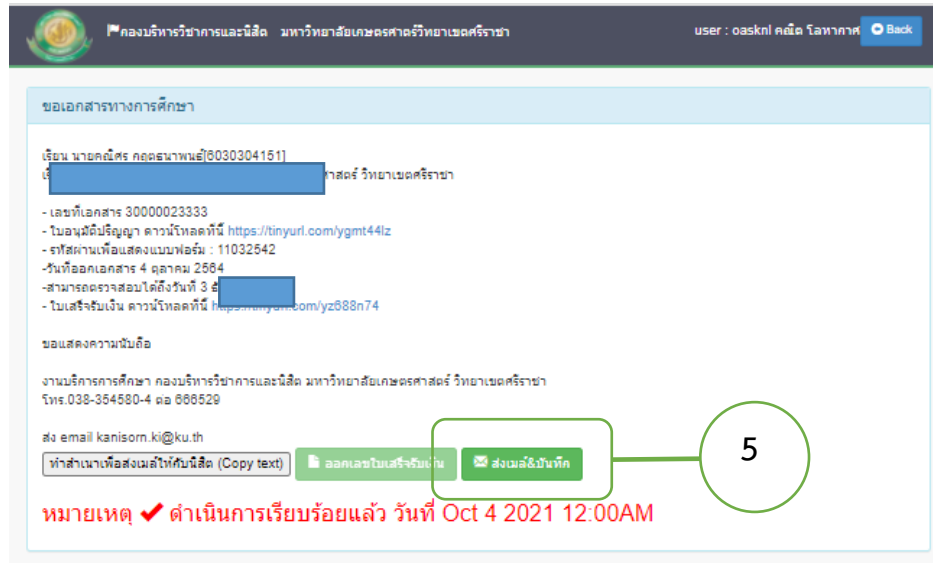 กองบริหารวิชาการและนิสิต มหาวิทยาลัยเกษตรศาสตร์วิทยาเขตศรีราชา
user : oasknl คณิต โลหากาศ Back
ขอเอกสารทางการศึกษา
เรียน นายคณิศร กฤตธนาพนธ์[6030304151]
าสตร์ วิทยาเขตศรีราชา
- เลขที่เอกสาร 30000023333
- ใบอนุมัติปริญญา ดาวน์โหลดที่นี่ https://tinyurl.com/ygmt44lz
- รหัสผ่านเพื่อแสดงแบบฟอร์ม : 11032542
-วันที่ออกเอกสาร 4 ตุลาคม 2564
-สามารถตรวจสอบได้ถึงวันที่ 3
- ใบเสร็จรับเงิน ดาวน์โหลดที่นี่ https://tinyurl.com/yz688n74
ขอแสดงความนับถือ
งานบริการการศึกษา กองบริหารวิชาการและนิสิต มหาวิทยาลัยเกษตรศาสตร์ วิทยาเขตศรีราชา
โทร.038-354580-4 ต่อ 666529
ส่ง email kanisorn.ki@ku.th
ทำสำเนาเพื่อส่งเมล์ให้กับนิสิต (Copy text) ออกเลขใบเสร็จรับเงิน ส่งเมล์&บันทึก
5
หมายเหตุ ✔ ดำเนินการเรียบร้อยแล้ว วันที่ Oct 4 2021 12:00AM